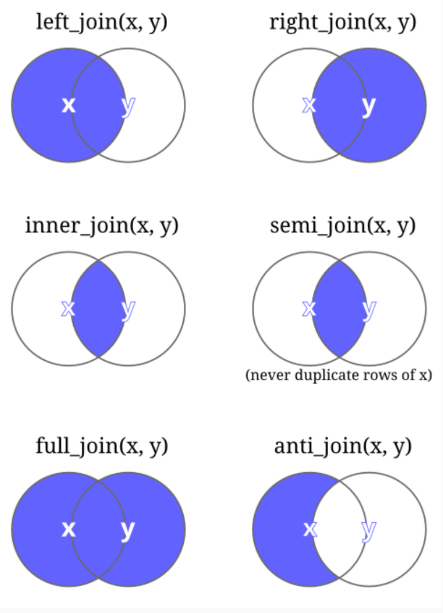 left_join(x, y)
right_join(x, y)
x y
x y
inner_join(x, y)
semi_join(x, y)
x y
x y
(never duplicate rows of x)
full_join(x, y)
anti_join(x, y)
x y
x y